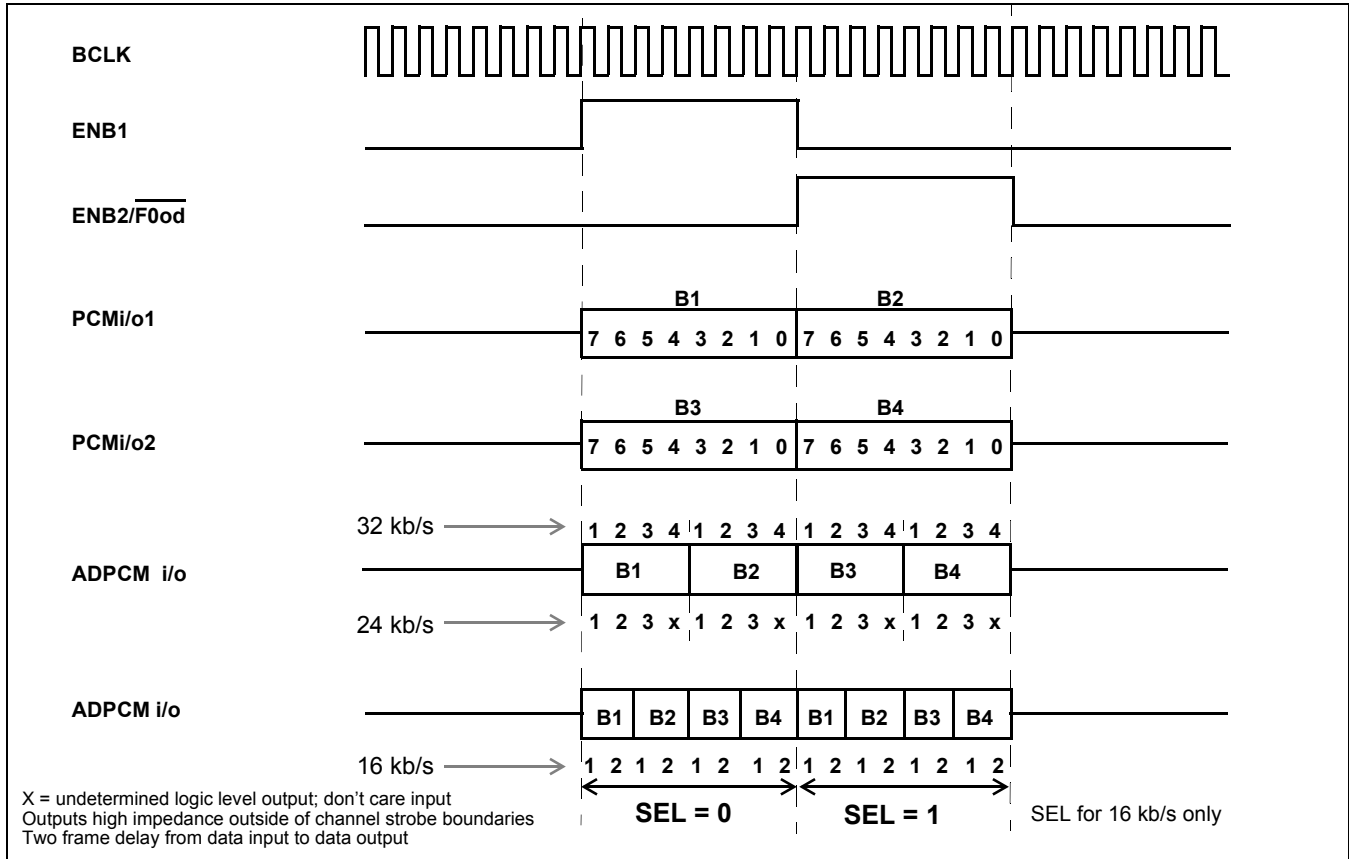 BCLK
ENB1
ENB2/F0od
B1 B2
PCMi/o1
7 6 5 4 3 2 1 0 7 6 5 4 3 2 1 0
B3 B4
PCMi/o2
7 6 5 4 3 2 1 0 7 6 5 4 3 2 1 0
32 kb/s 1 2 3 4 1 2 3 4 1 2 3 4 1 2 3 4
ADPCM i/o B1 B2 B3 B4
24 kb/s 1 2 3 x 1 2 3 x 1 2 3 x 1 2 3 x
ADPCM i/o B1 B2 B3 B4 B1 B2 B3 B4
16 kb/s 1 2 1 2 1 2 1 2 1 2 1 2 1 2 1 2
SEL = 0 SEL = 1 SEL for 16 kb/s only
X = undetermined logic level output; don't care input
Outputs high impedance outside of channel strobe boundaries
Two frame delay from data input to data output